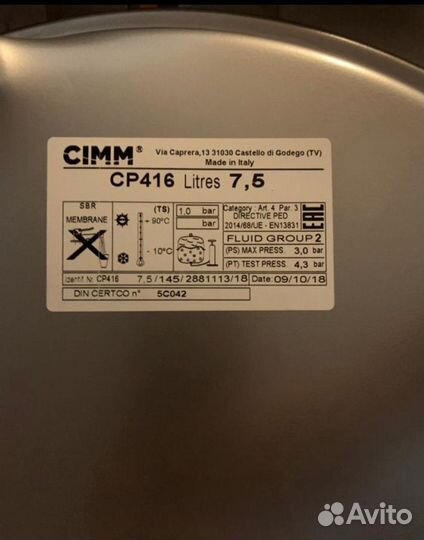 CIMM®
Via Caprera,13 31030 Castello di Godego (TV)
Made in Italy
CP416 Litres 7,5
SBR
MEMBRANE
(TS)
+ 90°C
- 10°C
1,0 bar
bar
Category: Art. 4 Par. 3
DIRECTIVE PED
2014/68/UE - EN13831
EAC
FLUID GROUP 2
(PS) MAX PRESS. 3,0 bar
(PT) TEST PRESS. 4,3 bar
Identif. Nr. CP416 7,5/145/2881113/18 Date: 09/10/18
DIN CERTCO n° 5C042
Avito